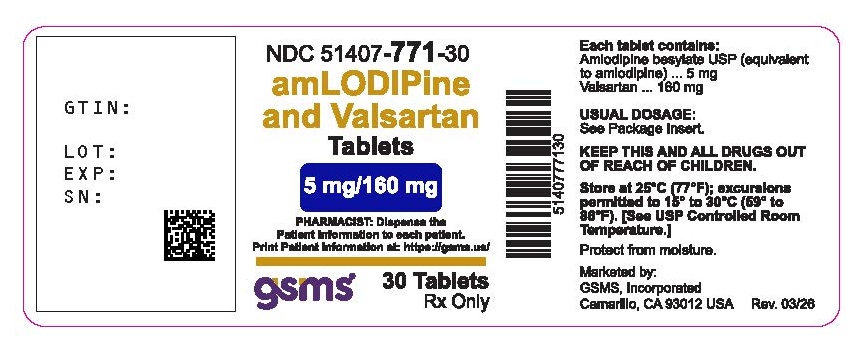 GTIN:
LOT:
EXP:
SN:
NDC 51407-771-30
amLODIPine
and Valsartan
Tablets
5 mg/160 mg
PHARMACIST: Dispense the
Patient Information to each patient.
Print Patient Information at: https://gsms.us/
gsms
30 Tablets
Rx Only
5140777130
Each tablet contains:
Amlodipine besylate USP (equivalent
to amlodipine) ... 5 mg
Valsartan ... 160 mg
USUAL DOSAGE:
See Package Insert.
KEEP THIS AND ALL DRUGS OUT
OF REACH OF CHILDREN.
Store at 25°C (77°F); excursions
permitted to 15° to 30°C (59° to
86°F). [See USP Controlled Room
Temperature.]
Protect from moisture.
Marketed by:
GSMS, Incorporated
Camarillo, CA 93012 USA Rev. 03/26